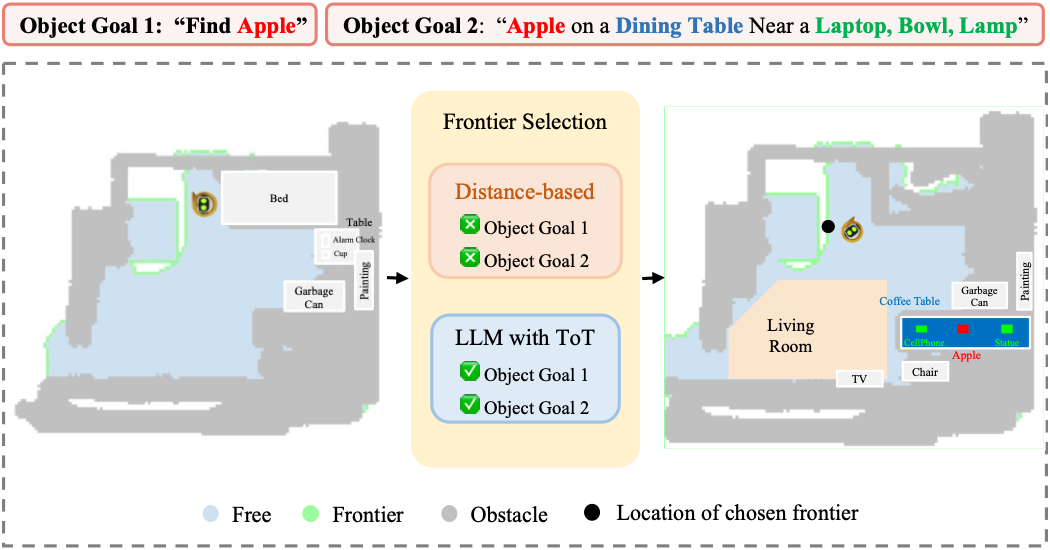 Object Goal 1: “Find Apple”
Object Goal 2: “Apple on a Dining Table Near a Laptop, Bowl, Lamp”
Bed
Table
Alarm Clock
Cup
Painting
Garbage
Can
Frontier Selection
Distance-based
Object Goal 1
Object Goal 2
LLM with ToT
Object Goal 1
Object Goal 2
Painting
Garbage
Can
Coffee Table
CellPhone
Statue
Apple
Living
Room
Chair
TV
Free
Frontier
Obstacle
Location of chosen frontier